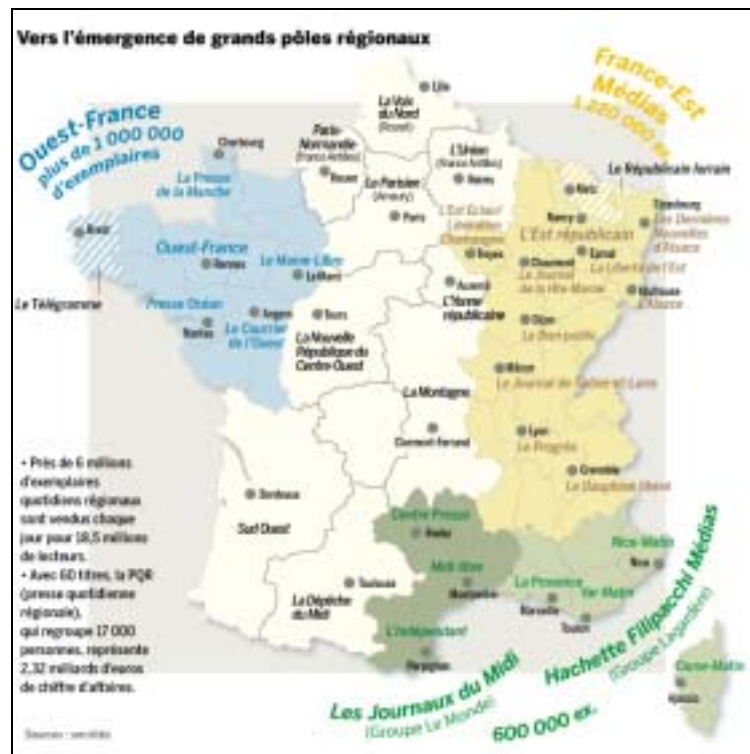 Vers l'émergence de grands pôles régionaux
Ouest-France
plus de 1 000 000
d'exemplaires
France-Est
Médias
1 220 000 ex.
Lille
La Voix
du Nord
(Rossel)
Cherbourg
La Presse
de la Manche
Paris-
Normandie
(France Antilles)
Rouen
L'Union
(France Antilles)
Reims
Le Parisien
(Amaury)
Paris
Le Républicain lorrain
Metz
Nancy
Strasbourg
Les Dernières
Nouvelles
d'Alsace
L'Est républicain
L'Est Eclair
Libération
Champagne
Troyes
Chaumont
Le Journal
de la Hte-Marne
Epinal
La Liberté de l'Est
Mulhouse
L'Alsace
Brest
Ouest-France
Rennes
Le Maine-Libre
Le Mans
Le Télégramme
Presse Océan
Nantes
Angers
Le Courrier
de l'Ouest
Tours
La Nouvelle
République du
Centre-Ouest
Auxerre
L'Yonne
républicaine
Dijon
Le Bien public
Mâcon
Le Journal de Saône-et-Loire
La Montagne
Clermont-Ferrand
Lyon
Le Progrès
Grenoble
Le Dauphiné libéré
• Près de 6 millions
d'exemplaires
quotidiens régionaux
sont vendus chaque
jour pour 18,5 millions
de lecteurs.
• Avec 60 titres, la PQR
(presse quotidienne
régionale),
qui regroupe 17 000
personnes, représente
2,32 milliards d'euros
de chiffre d'affaires.
Bordeaux
Sud Ouest
Centre Presse
Rodez
Midi libre
Montpellier
Toulouse
La Dépêche
du Midi
L'Indépendant
Perpignan
Nice-Matin
Nice
La Provence
Var-Matin
Marseille
Toulon
Corse-Matin
Ajaccio
Les Journaux du Midi
(Groupe Le Monde)
Hachette Filipacchi Médias
(Groupe Lagardère)
600 000 ex.